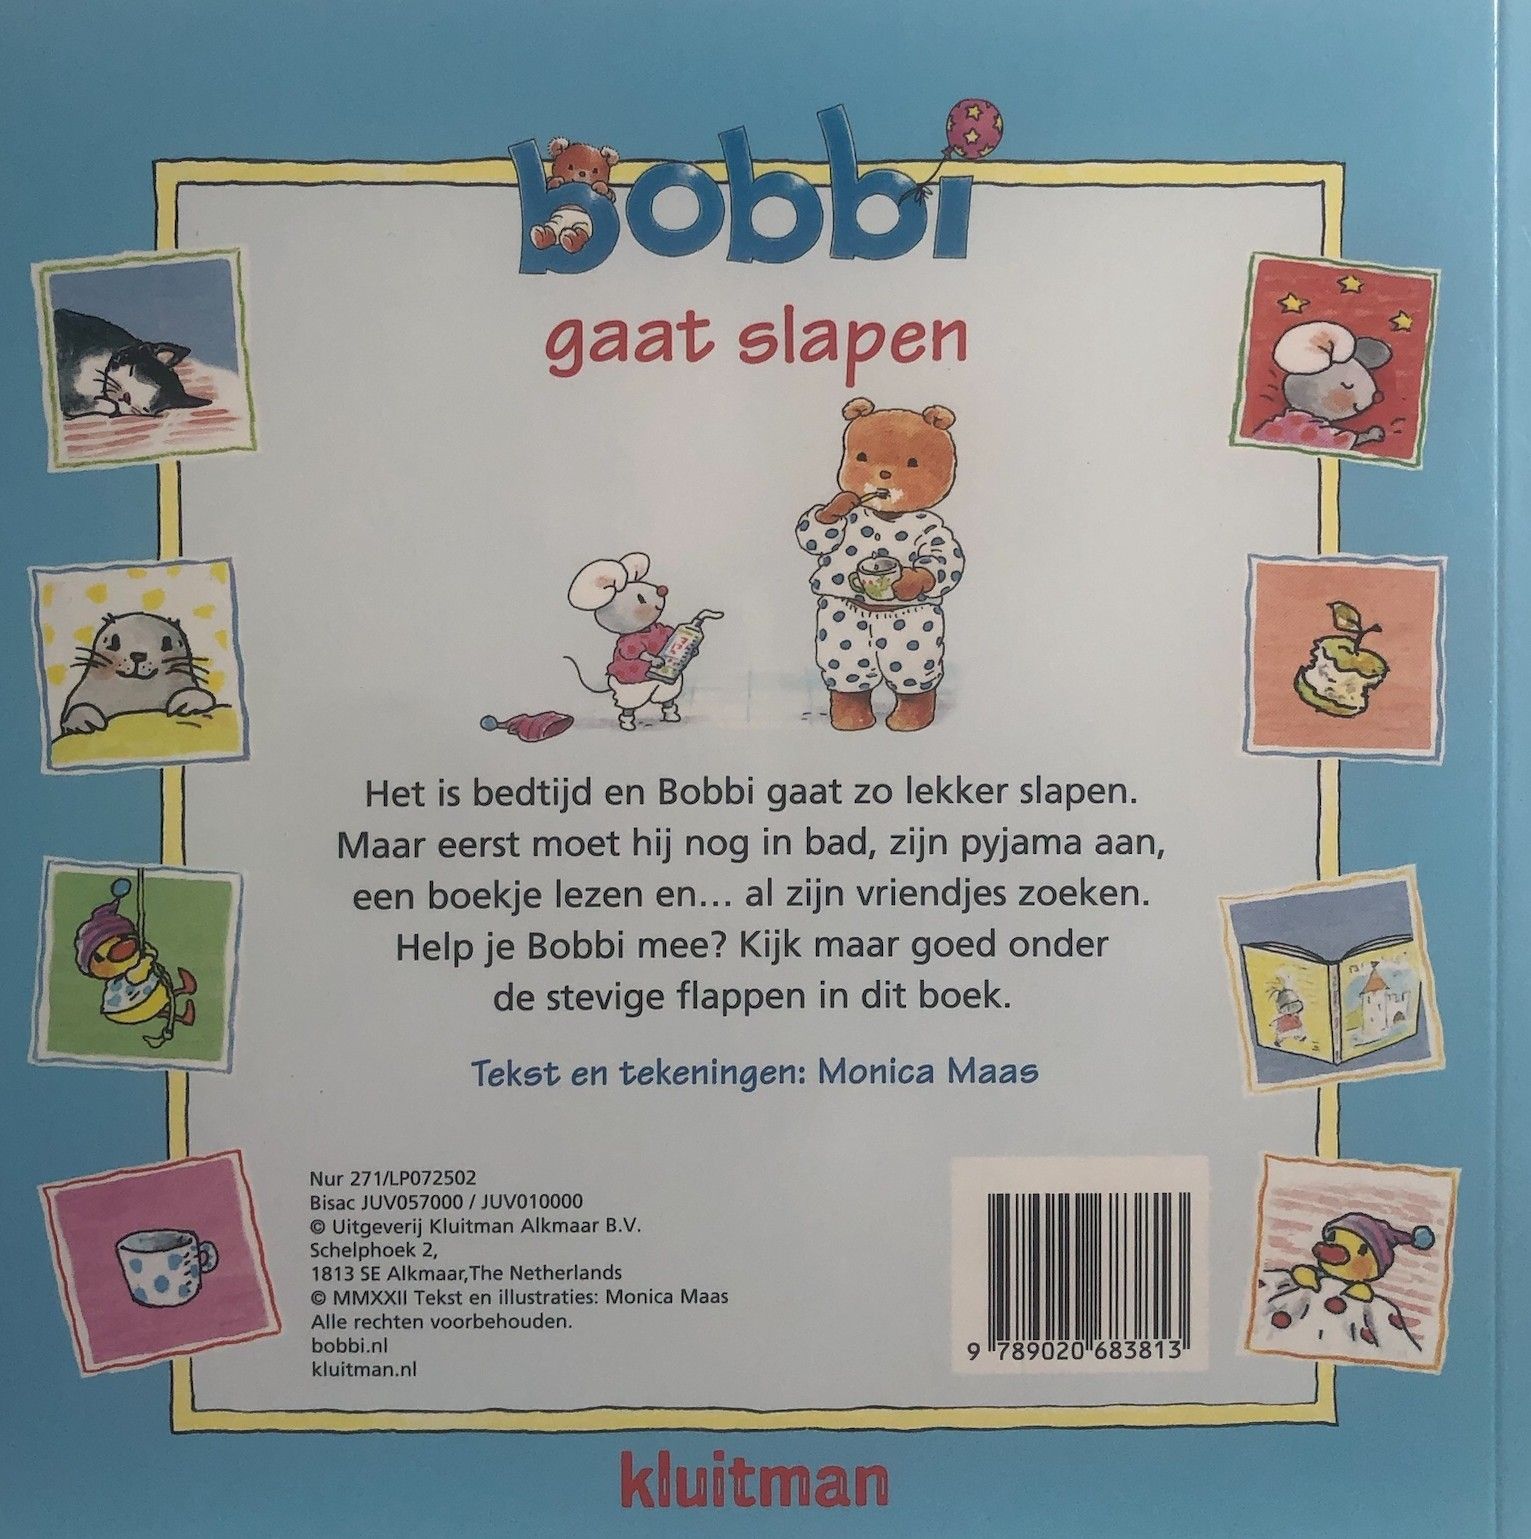 bobbi
gaat slapen
Het is bedtijd en Bobbi gaat zo lekker slapen.
Maar eerst moet hij nog in bad, zijn pyjama aan,
een boekje lezen en... al zijn vriendjes zoeken.
Help je Bobbi mee? Kijk maar goed onder
de stevige flappen in dit boek.
Tekst en tekeningen: Monica Maas
Nur 271/LP072502
Bisac JUV057000 / JUV010000
© Uitgeverij Kluitman Alkmaar B.V.
Schelphoek 2,
1813 SE Alkmaar,The Netherlands
© MMXXII Tekst en illustraties: Monica Maas
Alle rechten voorbehouden.
bobbi.nl
kluitman.nl
9 789020 683813
kluitman